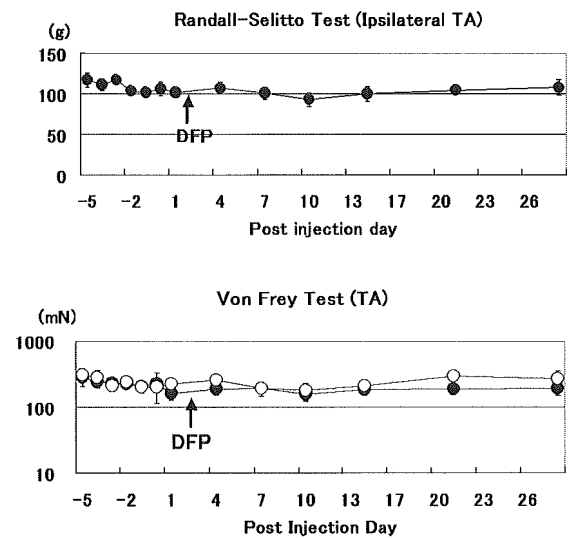 Randall-Selitto Test (Ipsilateral TA)
(g)
150
100
50
0
DFP
-5 -2 1 4 7 10 14 17 20 23 26
Post injection day
Von Frey Test (TA)
(mN)
1000
100
10
DFP
-5 -2 1 4 7 10 14 17 20 23 26
Post Injection Day